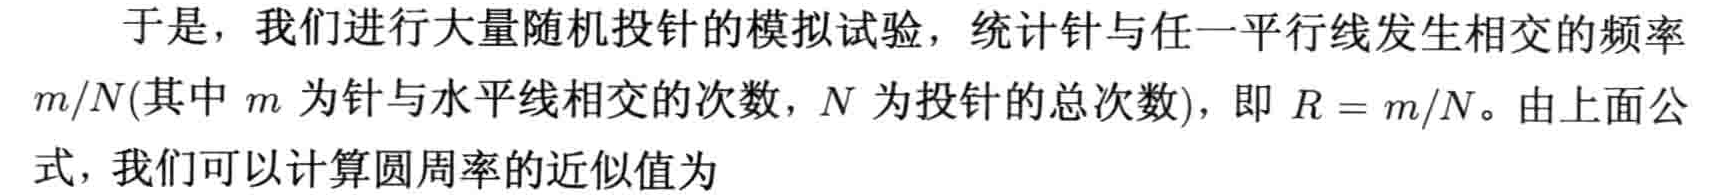 于是，我们进行大量随机投针的模拟试验，统计针与任一平行线发生相交的频率
m/N(其中 m 为针与水平线相交的次数，N 为投针的总次数)，即 R = m/N。由上面公
式，我们可以计算圆周率的近似值为